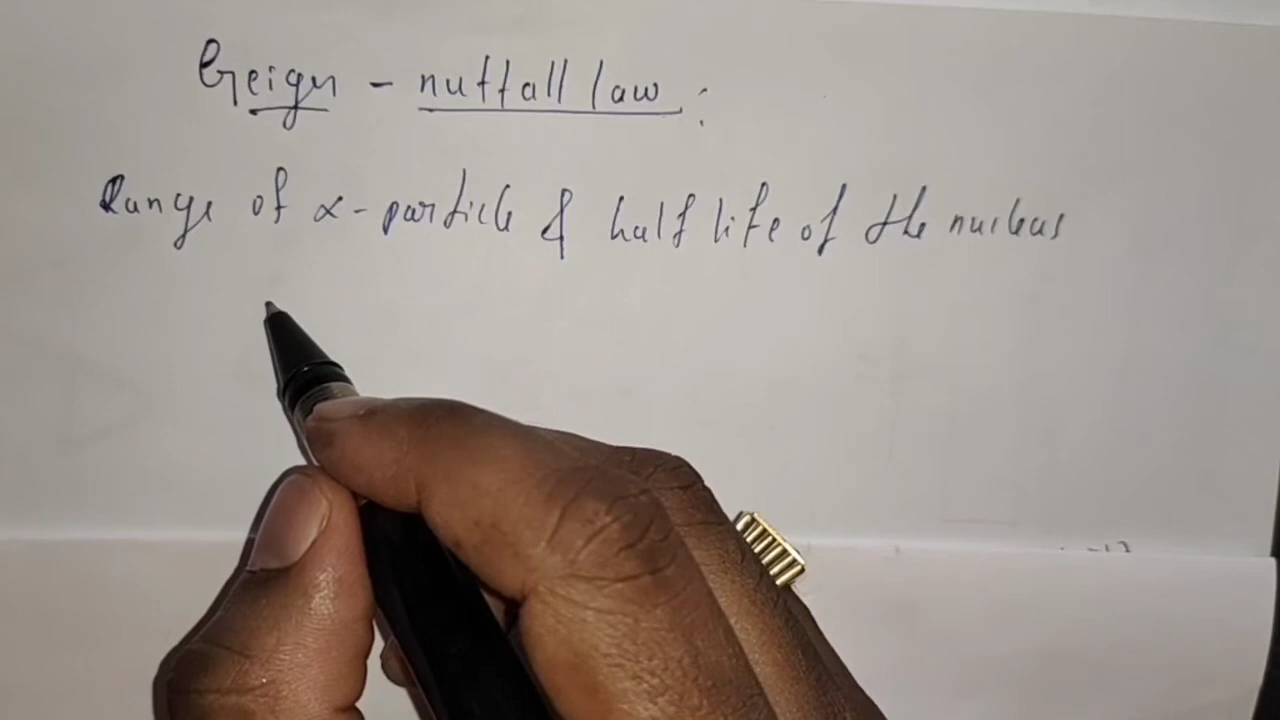 Geiger - nuttall law :
Range of α-particle & half life of the nucleus